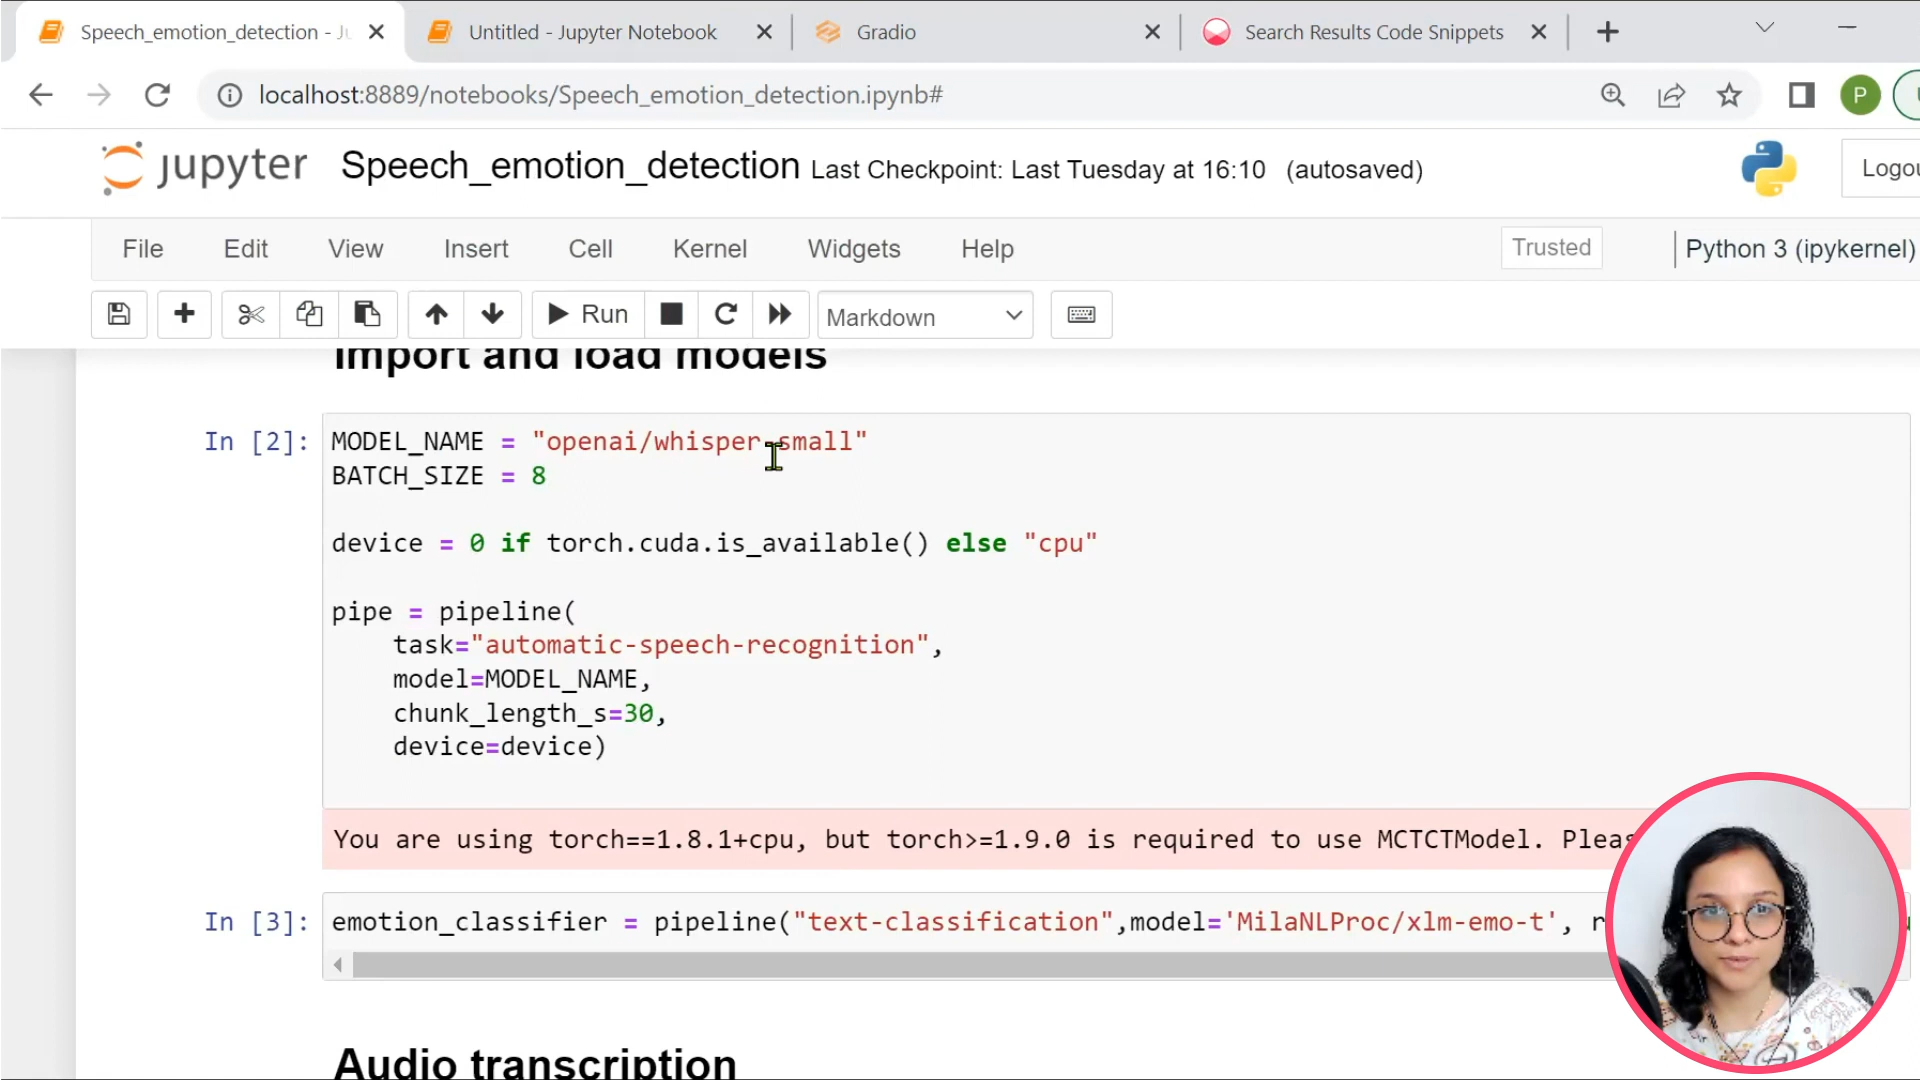 Speech_emotion_detection - Ju
Untitled - Jupyter Notebook
Gradio
Search Results Code Snippets
localhost:8889/notebooks/Speech_emotion_detection.ipynb#
P
jupyter
Speech_emotion_detection Last Checkpoint: Last Tuesday at 16:10 (autosaved)
Logou
File Edit View Insert Cell Kernel Widgets Help
Trusted
Python 3 (ipykernel)
Run
Markdown
Import and load models
In [2]:
MODEL_NAME = "openai/whisper-small"
BATCH_SIZE = 8
device = 0 if torch.cuda.is_available() else "cpu"
pipe = pipeline(
task="automatic-speech-recognition",
model=MODEL_NAME,
chunk_length_s=30,
device=device)
You are using torch==1.8.1+cpu, but torch>=1.9.0 is required to use MCTCTModel. Pleas
In [3]:
emotion_classifier = pipeline("text-classification",model='MilaNLProc/xlm-emo-t', r
Audio transcription